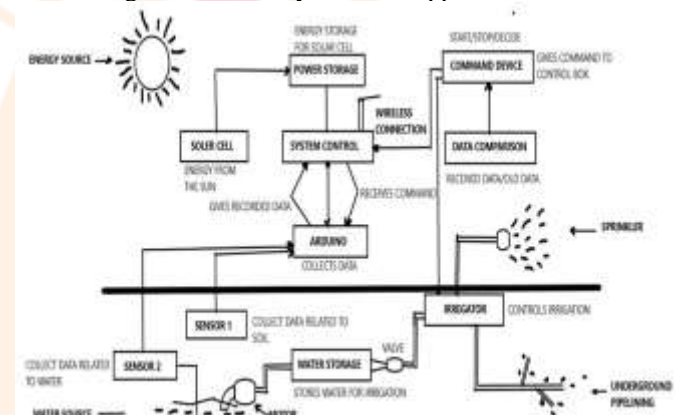 START/STOP/DECIDE
ENERGY STORAGE
FOR SOLAR CELL
ENERGY SOURCE
POWER STORAGE
COMMAND DEVICE
GIVES COMMAND TO
CONTROL BOX
WIRELESS
CONNECTION
SOLER CELL
SYSTEM CONTROL
DATA COMPARISON
ENERGY FROM
THE SUN
RECEIVED DATA/OLD DATA
GIVES RECORDED DATA
RECEIVES COMMAND
ARDUINO
COLLECTS DATA
SPRINKLER
SENSOR 1
COLLECT DATA RELATED TO
SOIL
IRRIGATOR
CONTROLS IRRIGATION
VALVE
COLLECT DATA RELATED
TO WATER
SENSOR 2
WATER STORAGE
STORES WATER FOR IRRIGATION
UNDERGROUND
PIPELINING
WATER SOURCE
MOTOR